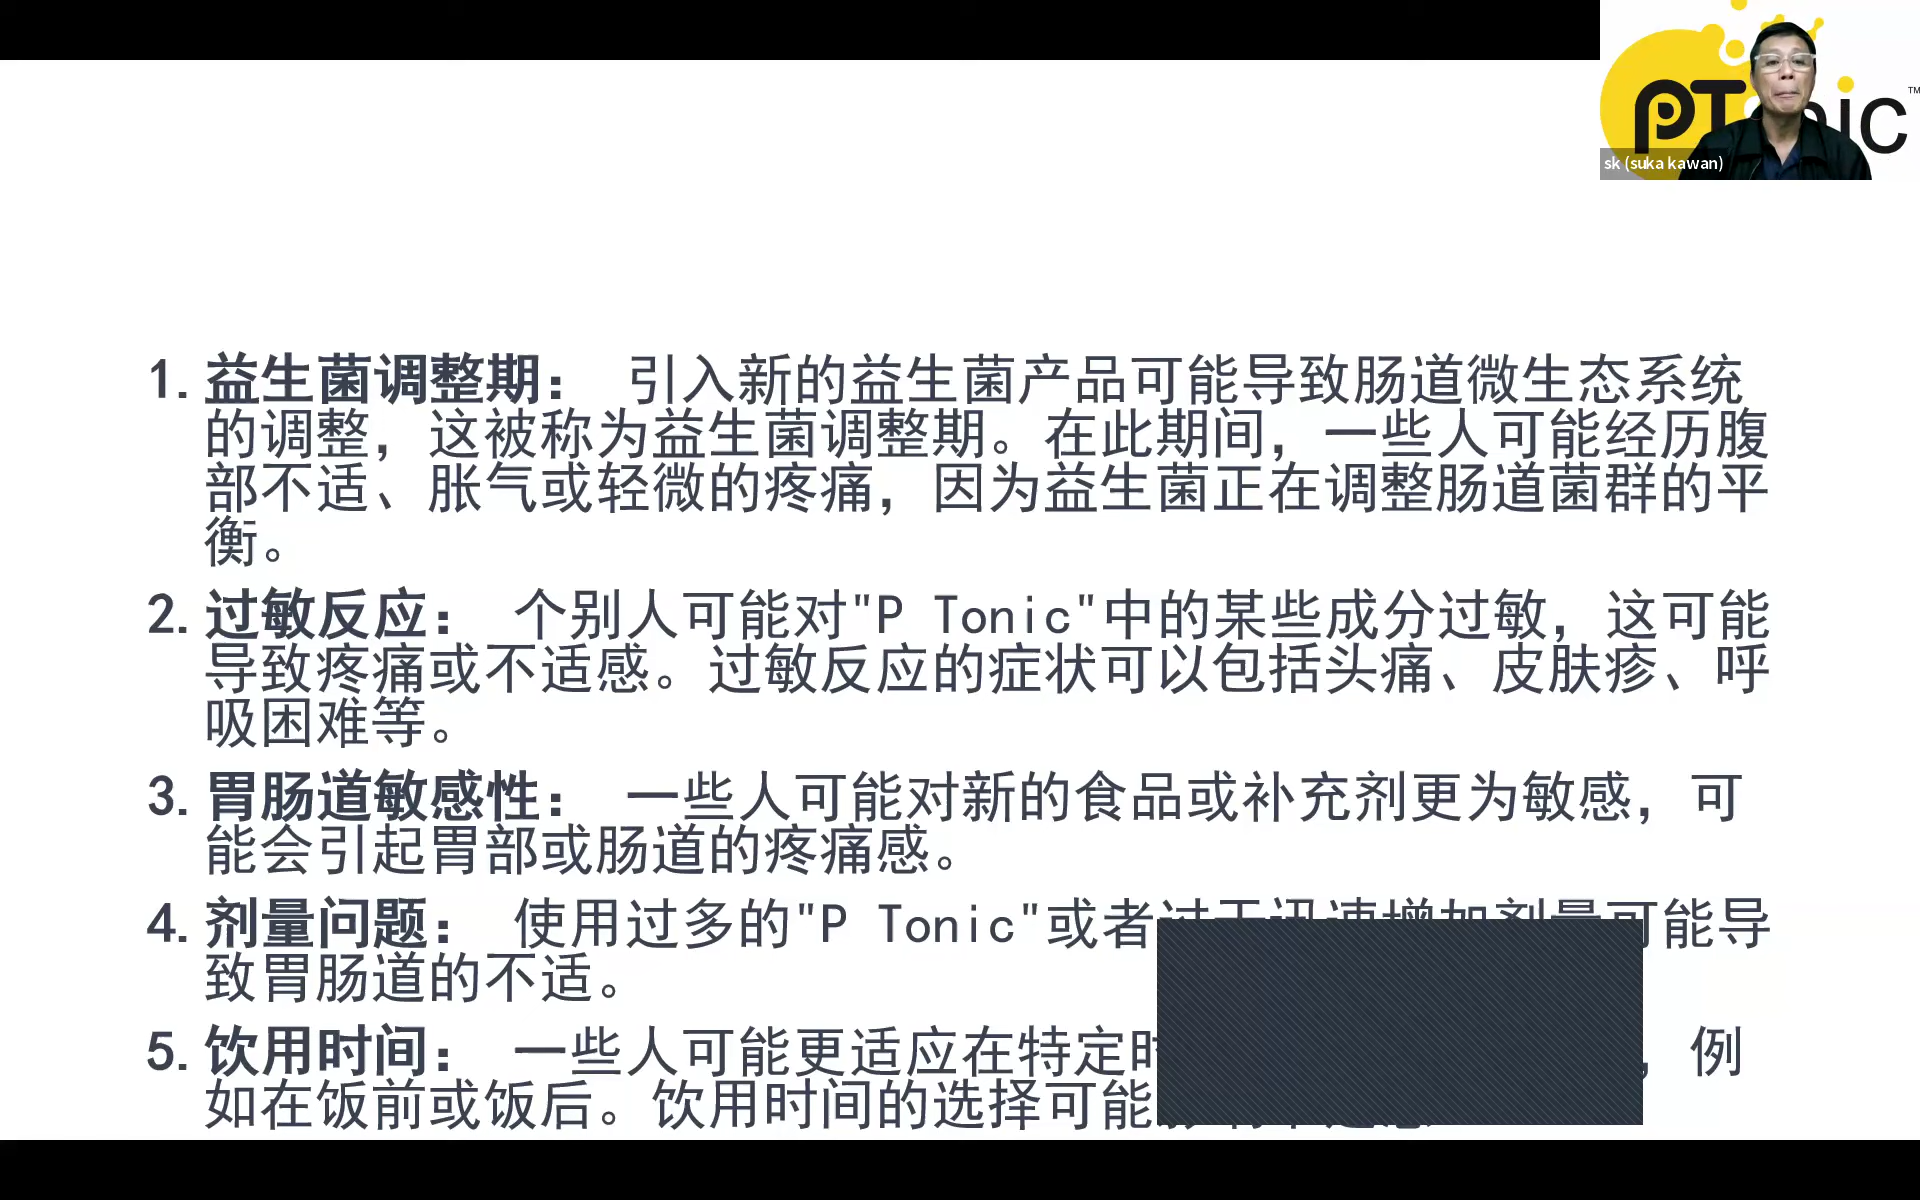 PTonic™
sk (suka kawan)
1. 益生菌调整期： 引入新的益生菌产品可能导致肠道微生态系统
的调整，这被称为益生菌调整期。在此期间，一些人可能经历腹
部不适、胀气或轻微的疼痛，因为益生菌正在调整肠道菌群的平
衡。
2. 过敏反应： 个别人可能对"P Tonic"中的某些成分过敏，这可能
导致疼痛或不适感。过敏反应的症状可以包括头痛、皮肤疹、呼
吸困难等。
3. 胃肠道敏感性： 一些人可能对新的食品或补充剂更为敏感，可
能会引起胃部或肠道的疼痛感。
4. 剂量问题： 使用过多的"P Tonic"或者过于迅速增加剂量可能导
致胃肠道的不适。
5. 饮用时间： 一些人可能更适应在特定时 ，例
如在饭前或饭后。饮用时间的选择可能